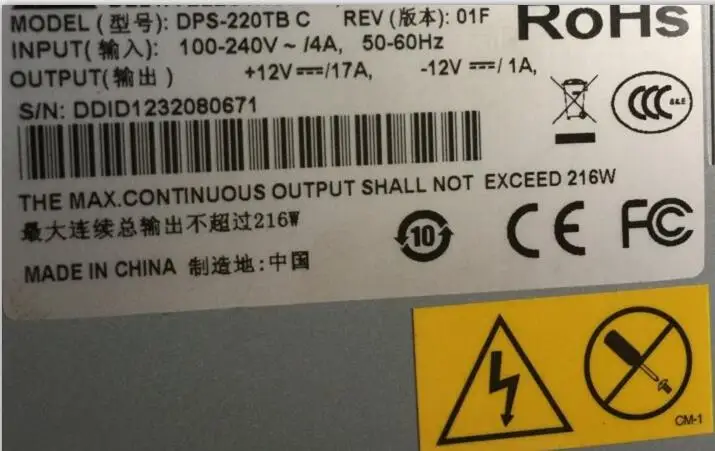 MODEL (型号): DPS-220TB C REV (版本): 01F
RoHs
INPUT( 输入): 100-240V ~ /4A, 50-60Hz
OUTPUT(输出 ) +12V⎓/17A, -12V ⎓/ 1A,
S/N: DDID1232080671
CCC S&E
THE MAX.CONTINUOUS OUTPUT SHALL NOT EXCEED 216W
最大连续总输出不超过216W
10 CE FC
MADE IN CHINA 制造地:中国
CM-1